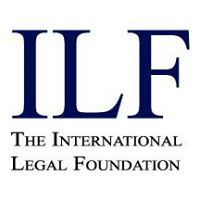 ILF
THE INTERNATIONAL
LEGAL FOUNDATION